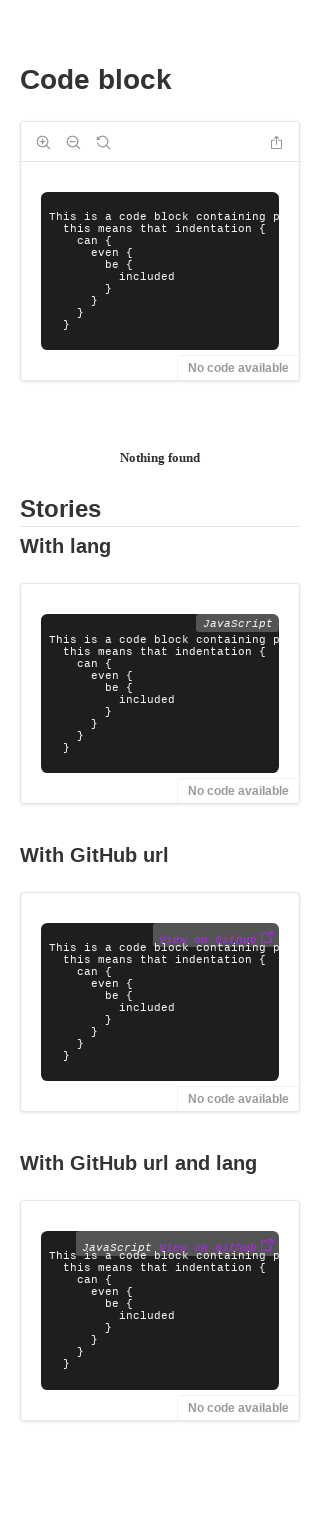 Code block
This is a code block containing p
this means that indentation {
can {
even {
be {
included
}
}
}
}
No code available
Nothing found
Stories
With lang
JavaScript
This is a code block containing p
this means that indentation {
can {
even {
be {
included
}
}
}
}
No code available
With GitHub url
View on Github
This is a code block containing p
this means that indentation {
can {
even {
be {
included
}
}
}
}
No code available
With GitHub url and lang
JavaScript View on Github
This is a code block containing p
this means that indentation {
can {
even {
be {
included
}
}
}
}
No code available